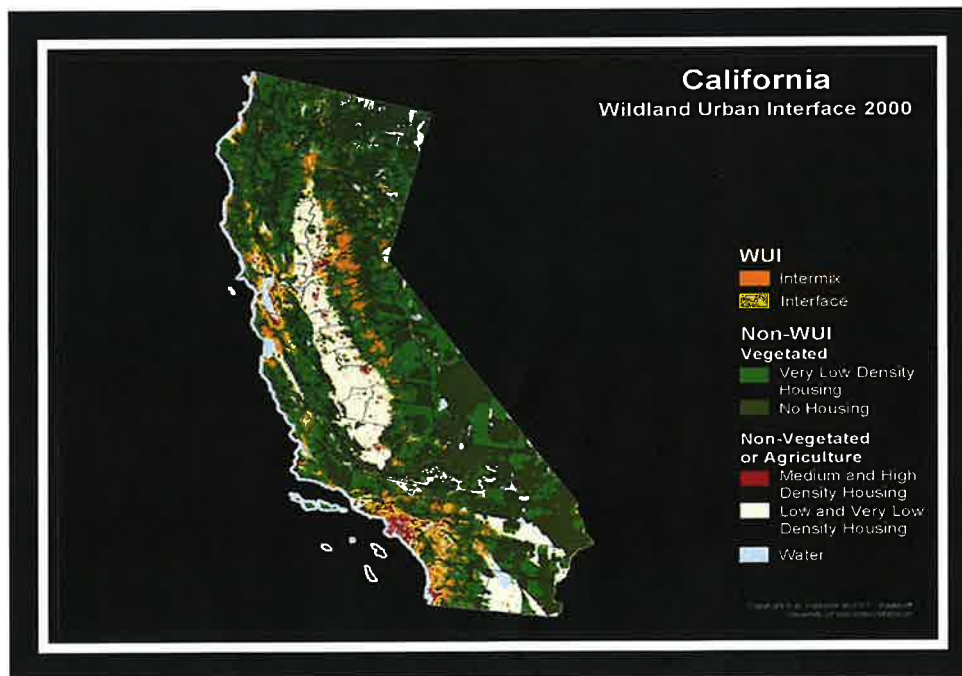 California
Wildland Urban Interface 2000
WUI
Intermix
Interface
Non-WUI
Vegetated
Very Low Density
Housing
No Housing
Non-Vegetated
or Agriculture
Medium and High
Density Housing
Low and Very Low
Density Housing
Water